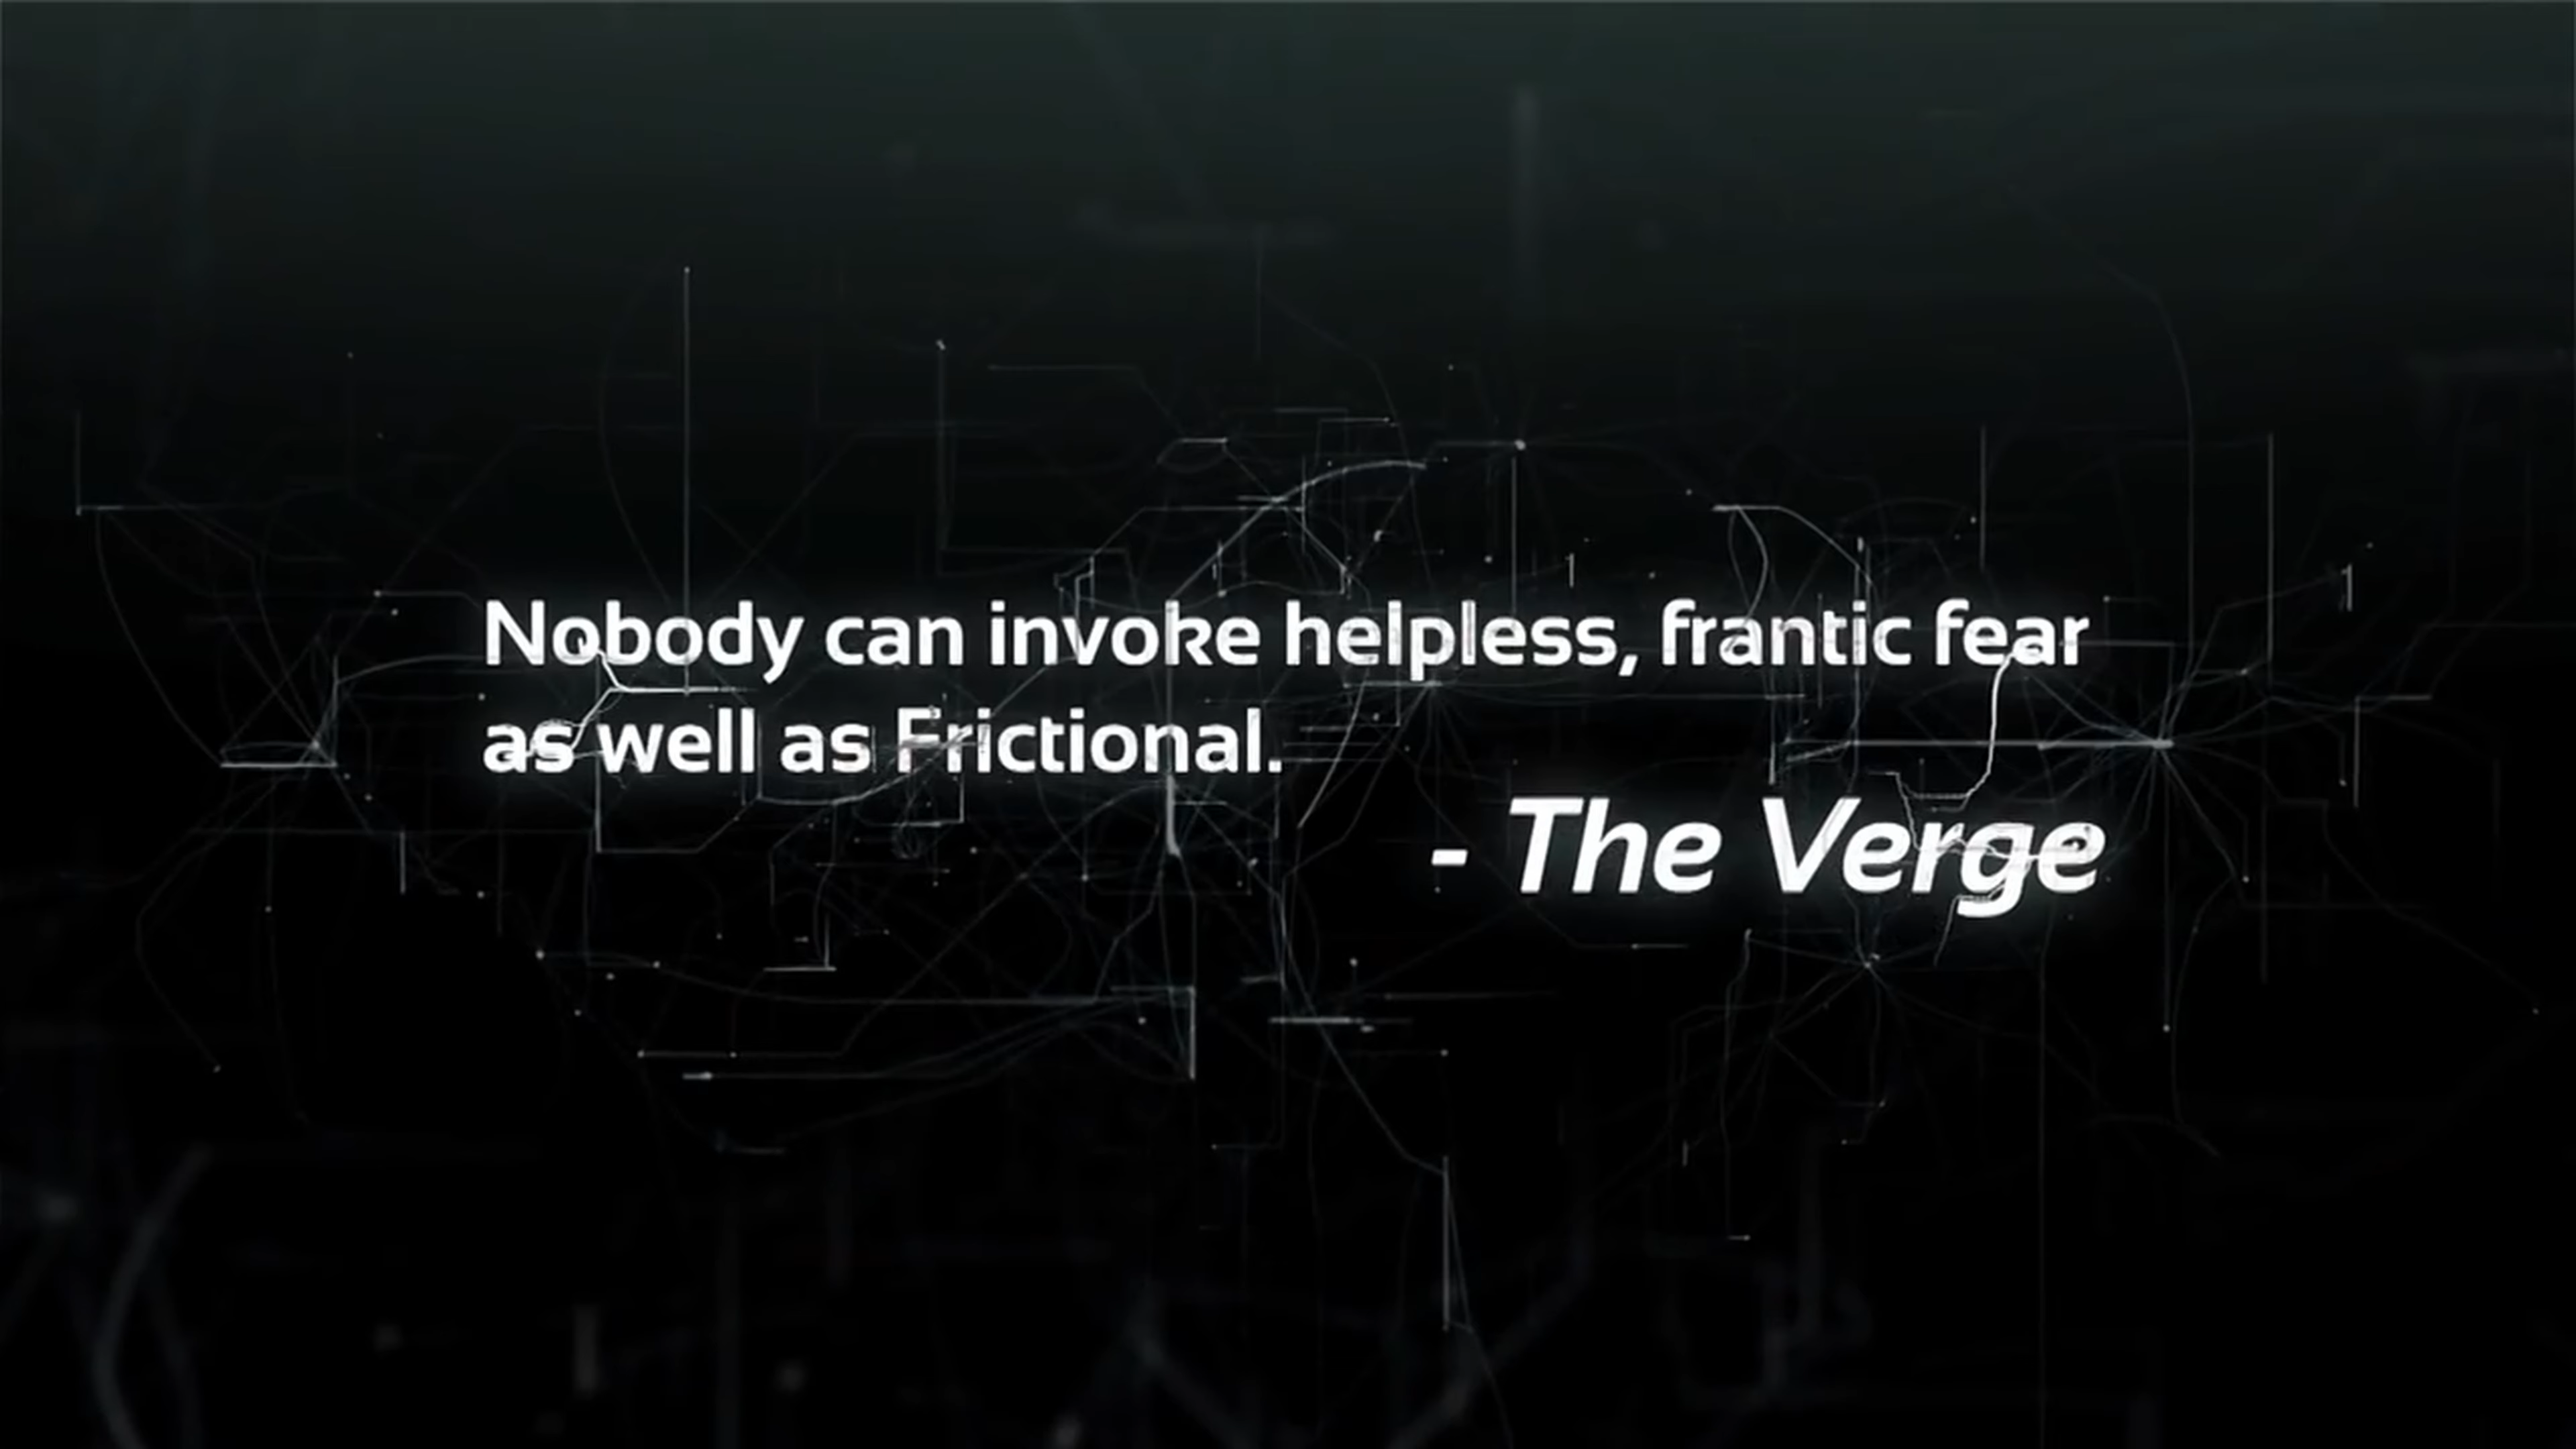 Nobody can invoke helpless, frantic fear
as well as Frictional.
- The Verge